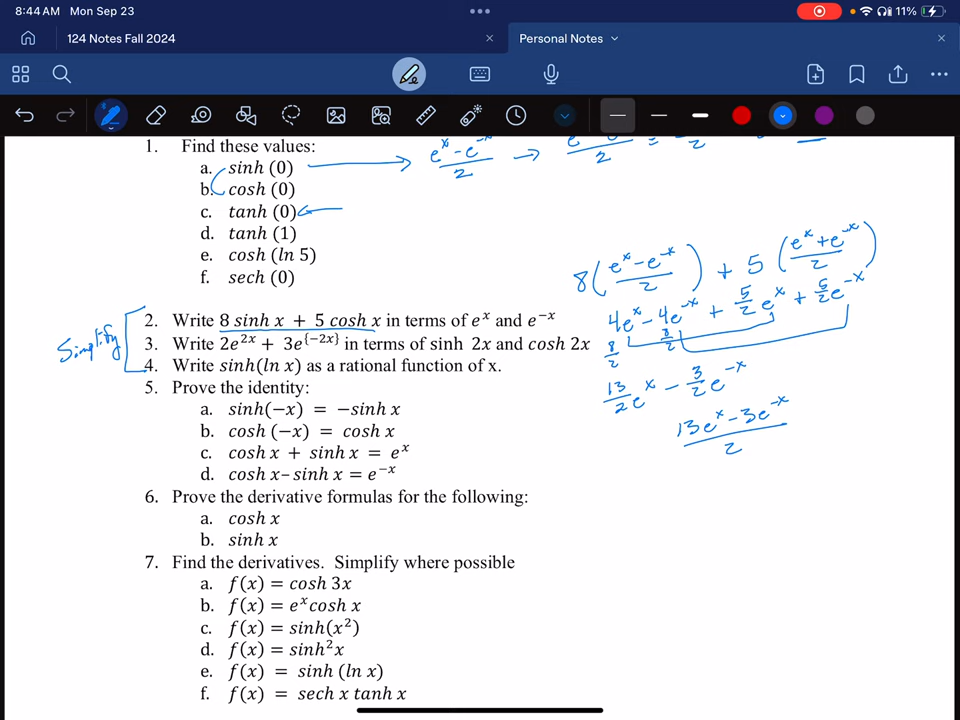 8:44 AM Mon Sep 23
11%
124 Notes Fall 2024 ×
Personal Notes ×
1. Find these values:
a. sinh (0) → e^x − e^-x / 2 →
b. cosh (0)
c. tanh (0)
d. tanh (1)
e. cosh (ln 5)
f. sech (0)
8(e^x − e^-x / 2) + 5(e^x + e^-x / 2)
4e^x − 4e^-x + 5/2 e^x + 5/2 e^-x
8/2 8/2
13/2 e^x − 3/2 e^-x
13e^x − 3e^-x / 2
Simplify
2. Write 8 sinh x + 5 cosh x in terms of e^x and e^−x
3. Write 2e^2x + 3e^{−2x} in terms of sinh 2x and cosh 2x
4. Write sinh(ln x) as a rational function of x.
5. Prove the identity:
a. sinh(−x) = −sinh x
b. cosh (−x) = cosh x
c. cosh x + sinh x = e^x
d. cosh x– sinh x = e^−x
6. Prove the derivative formulas for the following:
a. cosh x
b. sinh x
7. Find the derivatives. Simplify where possible
a. f(x) = cosh 3x
b. f(x) = e^x cosh x
c. f(x) = sinh(x^2)
d. f(x) = sinh^2 x
e. f(x) = sinh (ln x)
f. f(x) = sech x tanh x